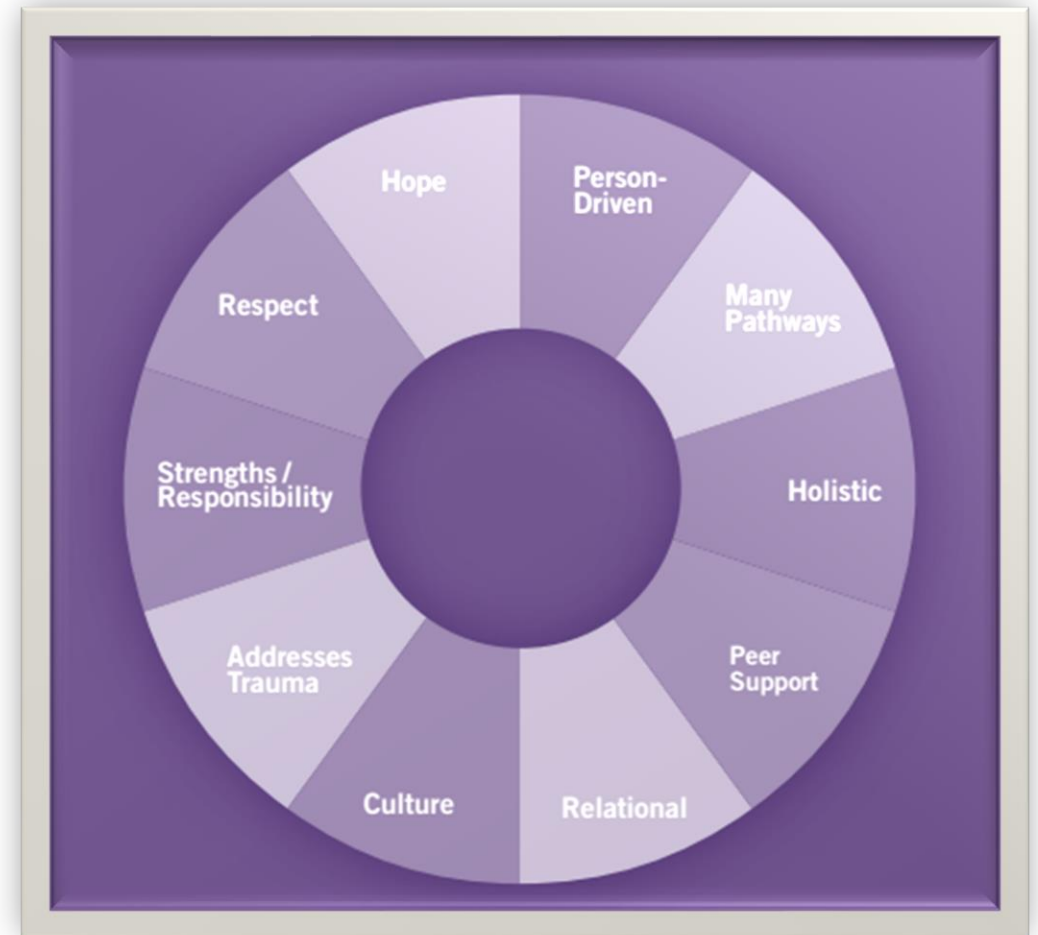 Hope
Person-
Driven
Many
Pathways
Holistic
Peer
Support
Relational
Culture
Addresses
Trauma
Strengths /
Responsibility
Respect